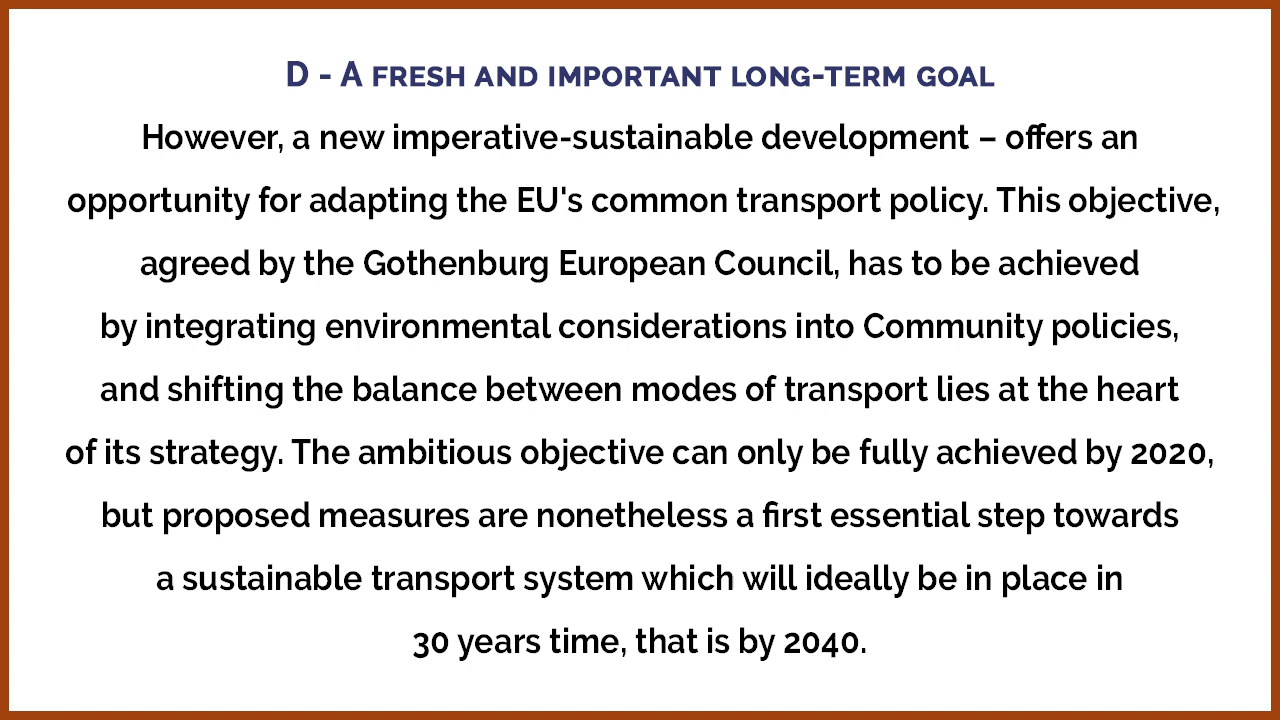 D - A FRESH AND IMPORTANT LONG-TERM GOAL
However, a new imperative-sustainable development – offers an
opportunity for adapting the EU's common transport policy. This objective,
agreed by the Gothenburg European Council, has to be achieved
by integrating environmental considerations into Community policies,
and shifting the balance between modes of transport lies at the heart
of its strategy. The ambitious objective can only be fully achieved by 2020,
but proposed measures are nonetheless a first essential step towards
a sustainable transport system which will ideally be in place in
30 years time, that is by 2040.